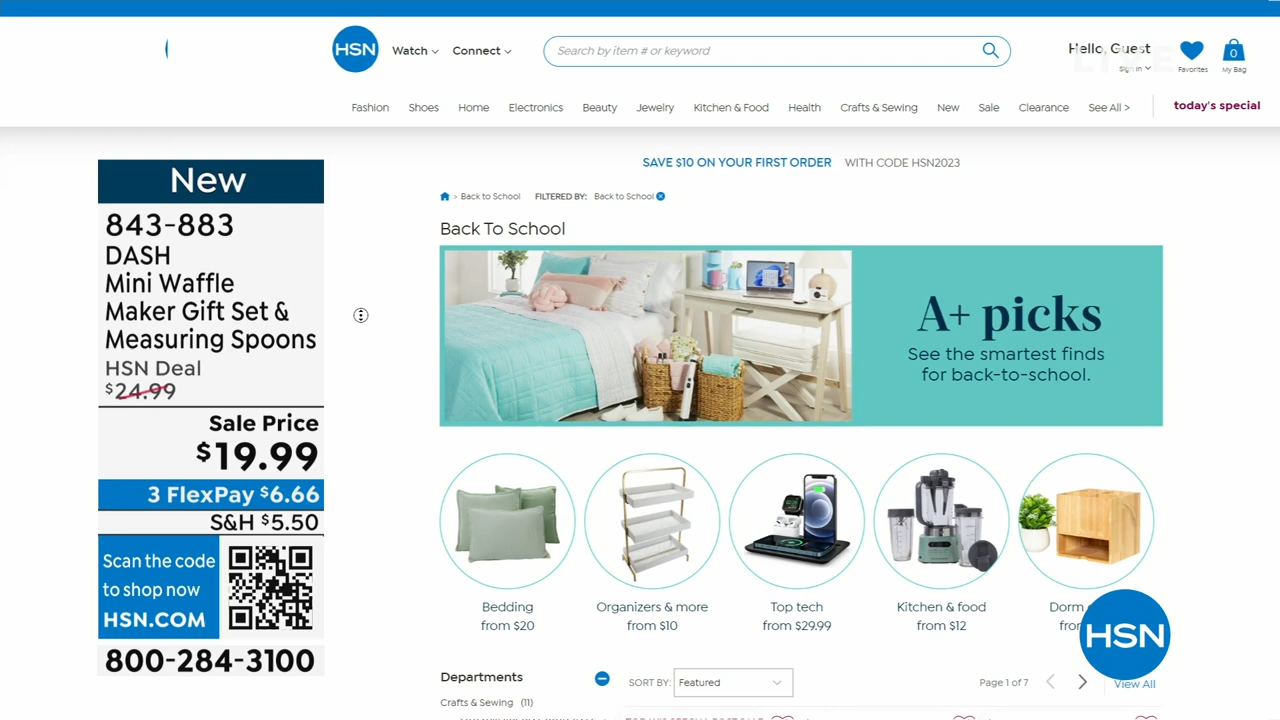 HSN
Watch
Connect
Search by item # or keyword
Hello, Guest
Sign In
Favorites
0
My Bag
LIVE
Fashion
Shoes
Home
Electronics
Beauty
Jewelry
Kitchen & Food
Health
Crafts & Sewing
New
Sale
Clearance
See All >
today's special
SAVE $10 ON YOUR FIRST ORDER WITH CODE HSN2023
> Back to School FILTERED BY: Back to School
Back To School
A+ picks
See the smartest finds
for back-to-school.
Bedding
from $20
Organizers & more
from $10
Top tech
from $29.99
Kitchen & food
from $12
Dorm
Departments
Crafts & Sewing (11)
SORT BY: Featured
Page 1 of 7
View All
New
843-883
DASH
Mini Waffle
Maker Gift Set &
Measuring Spoons
HSN Deal
$24.99
Sale Price
$19.99
3 FlexPay $6.66
S&H $5.50
Scan the code
to shop now
HSN.COM
800-284-3100
HSN